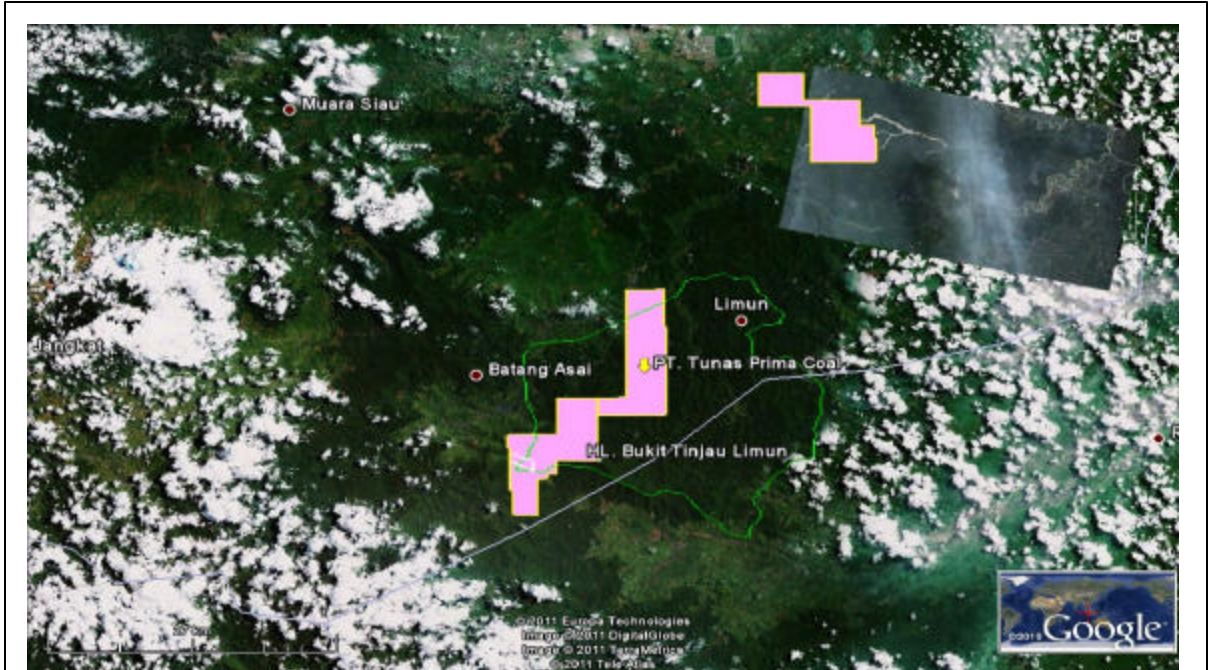 Muara Siau
Limun
Jangkat
PT. Tunas Prima Coal
Batang Asai
HL. Bukit Tinjau Limun
©2011 Europa Technologies
Image © 2011 DigitalGlobe
Image © 2011 TerraMetrics
©2011 Tele Atlas
©2010 Google